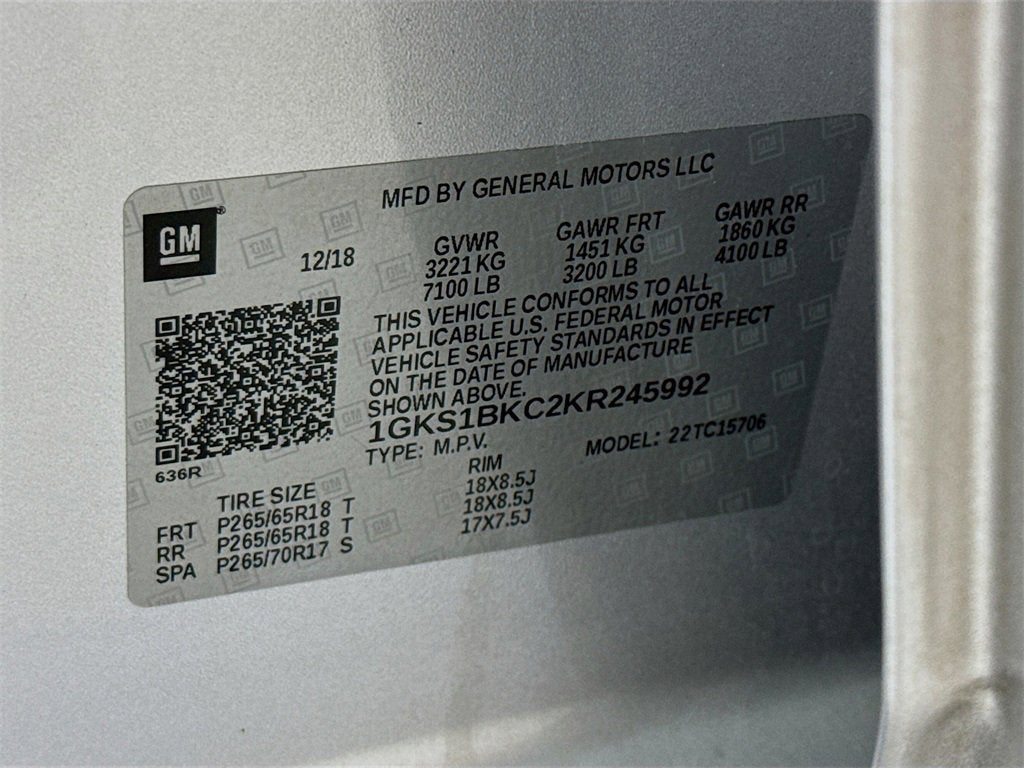 MFD BY GENERAL MOTORS LLC
GM
12/18
GVWR GAWR FRT GAWR RR
3221 KG 1451 KG 1860 KG
7100 LB 3200 LB 4100 LB
THIS VEHICLE CONFORMS TO ALL
APPLICABLE U.S. FEDERAL MOTOR
VEHICLE SAFETY STANDARDS IN EFFECT
ON THE DATE OF MANUFACTURE
SHOWN ABOVE.
1GKS1BKC2KR245992
TYPE: M.P.V. MODEL: 22TC15706
636R
TIRE SIZE RIM
FRT P265/65R18 T 18X8.5J
RR P265/65R18 T 18X8.5J
SPA P265/70R17 S 17X7.5J